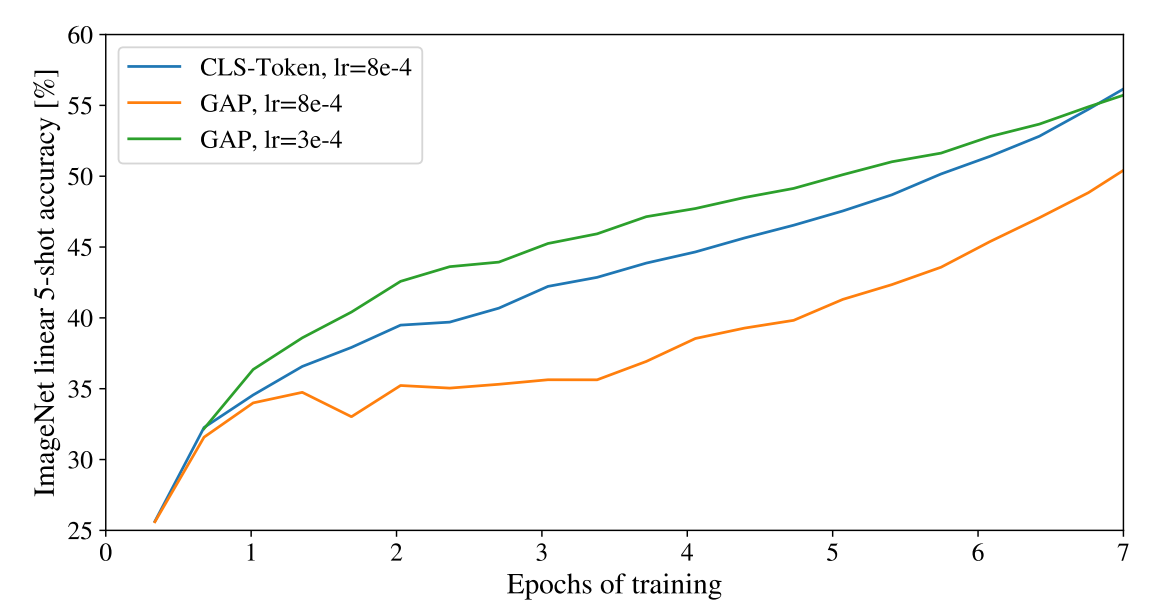 60
55
50
45
40
35
30
25
ImageNet linear 5-shot accuracy [%]
CLS-Token, lr=8e-4
GAP, lr=8e-4
GAP, lr=3e-4
0 1 2 3 4 5 6 7
Epochs of training